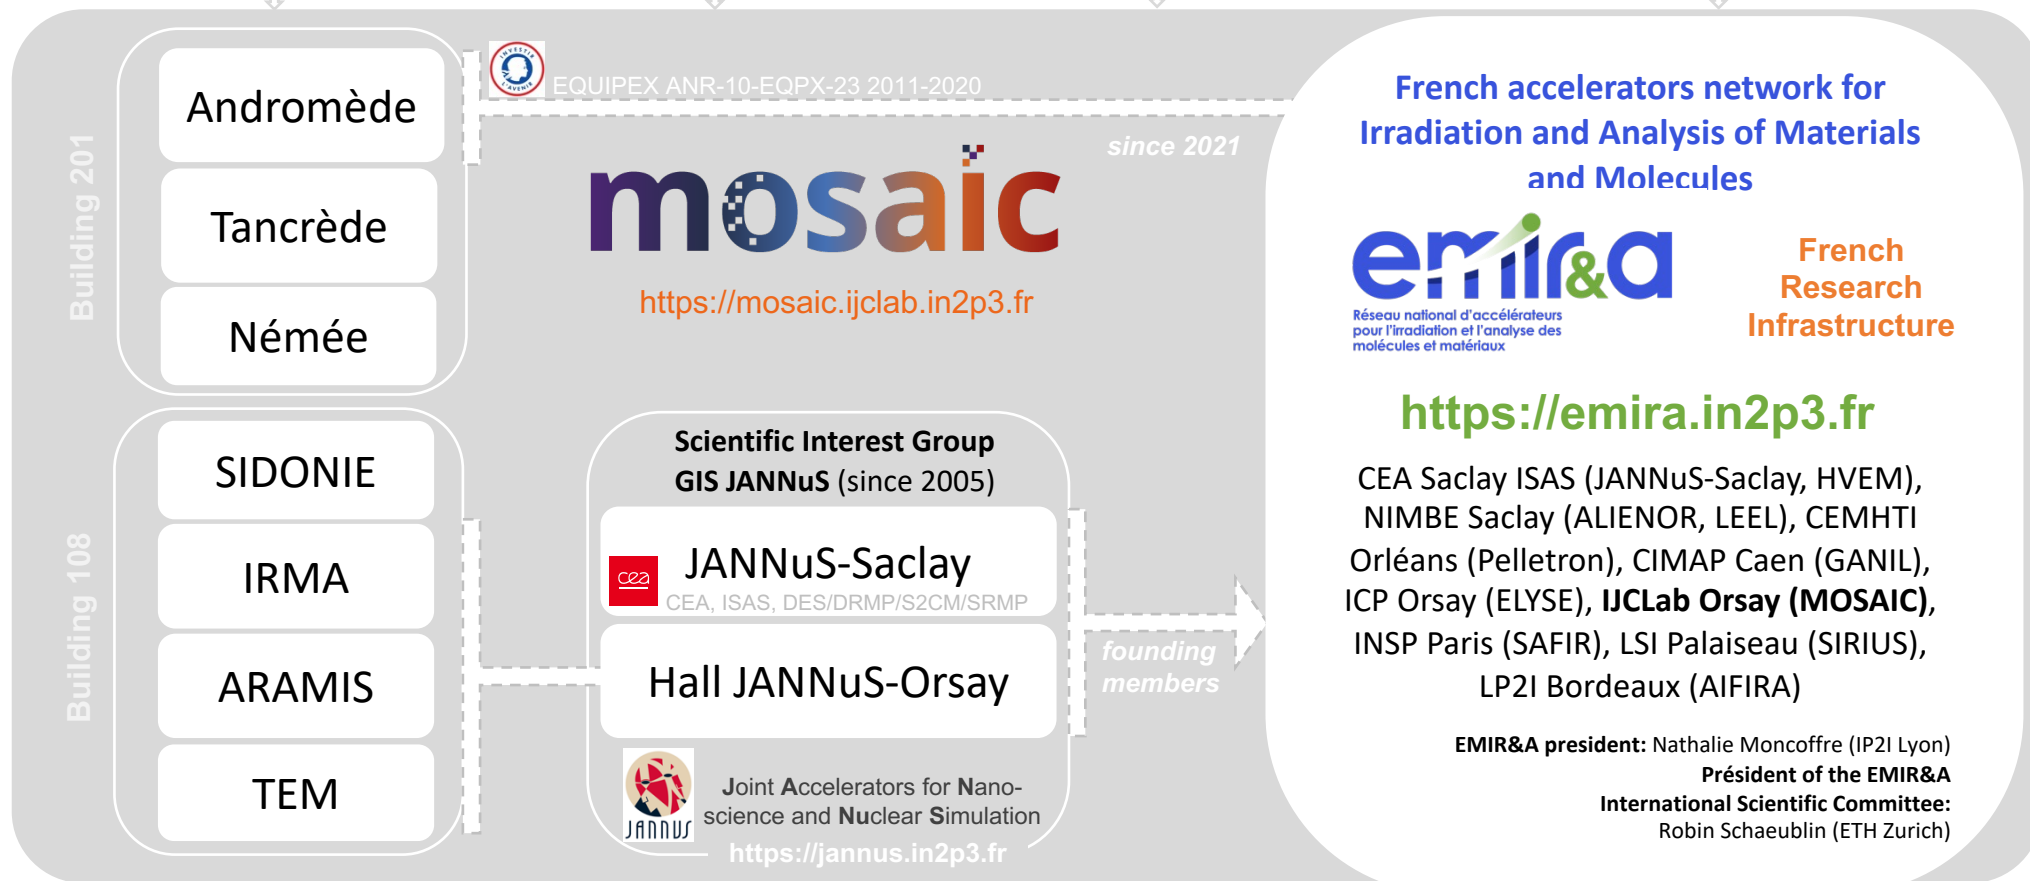 Building 201
Andromède
Tancrède
Némée
INVESTIR
L'AVENIR
EQUIPEX ANR-10-EQPX-23 2011-2020
since 2021
mosaic
https://mosaic.ijclab.in2p3.fr
Building 108
SIDONIE
IRMA
ARAMIS
TEM
Scientific Interest Group
GIS JANNuS (since 2005)
cea
JANNuS-Saclay
CEA, ISAS, DES/DRMP/S2CM/SRMP
Hall JANNuS-Orsay
JANNUS
Joint Accelerators for Nano-
science and Nuclear Simulation
https://jannus.in2p3.fr
founding
members
French accelerators network for
Irradiation and Analysis of Materials
and Molecules
emir&a
Réseau national d'accélérateurs
pour l'irradiation et l'analyse des
molécules et matériaux
French
Research
Infrastructure
https://emira.in2p3.fr
CEA Saclay ISAS (JANNuS-Saclay, HVEM),
NIMBE Saclay (ALIENOR, LEEL), CEMHTI
Orléans (Pelletron), CIMAP Caen (GANIL),
ICP Orsay (ELYSE), IJCLab Orsay (MOSAIC),
INSP Paris (SAFIR), LSI Palaiseau (SIRIUS),
LP2I Bordeaux (AIFIRA)
EMIR&A president: Nathalie Moncoffre (IP2I Lyon)
Président of the EMIR&A
International Scientific Committee:
Robin Schaeublin (ETH Zurich)